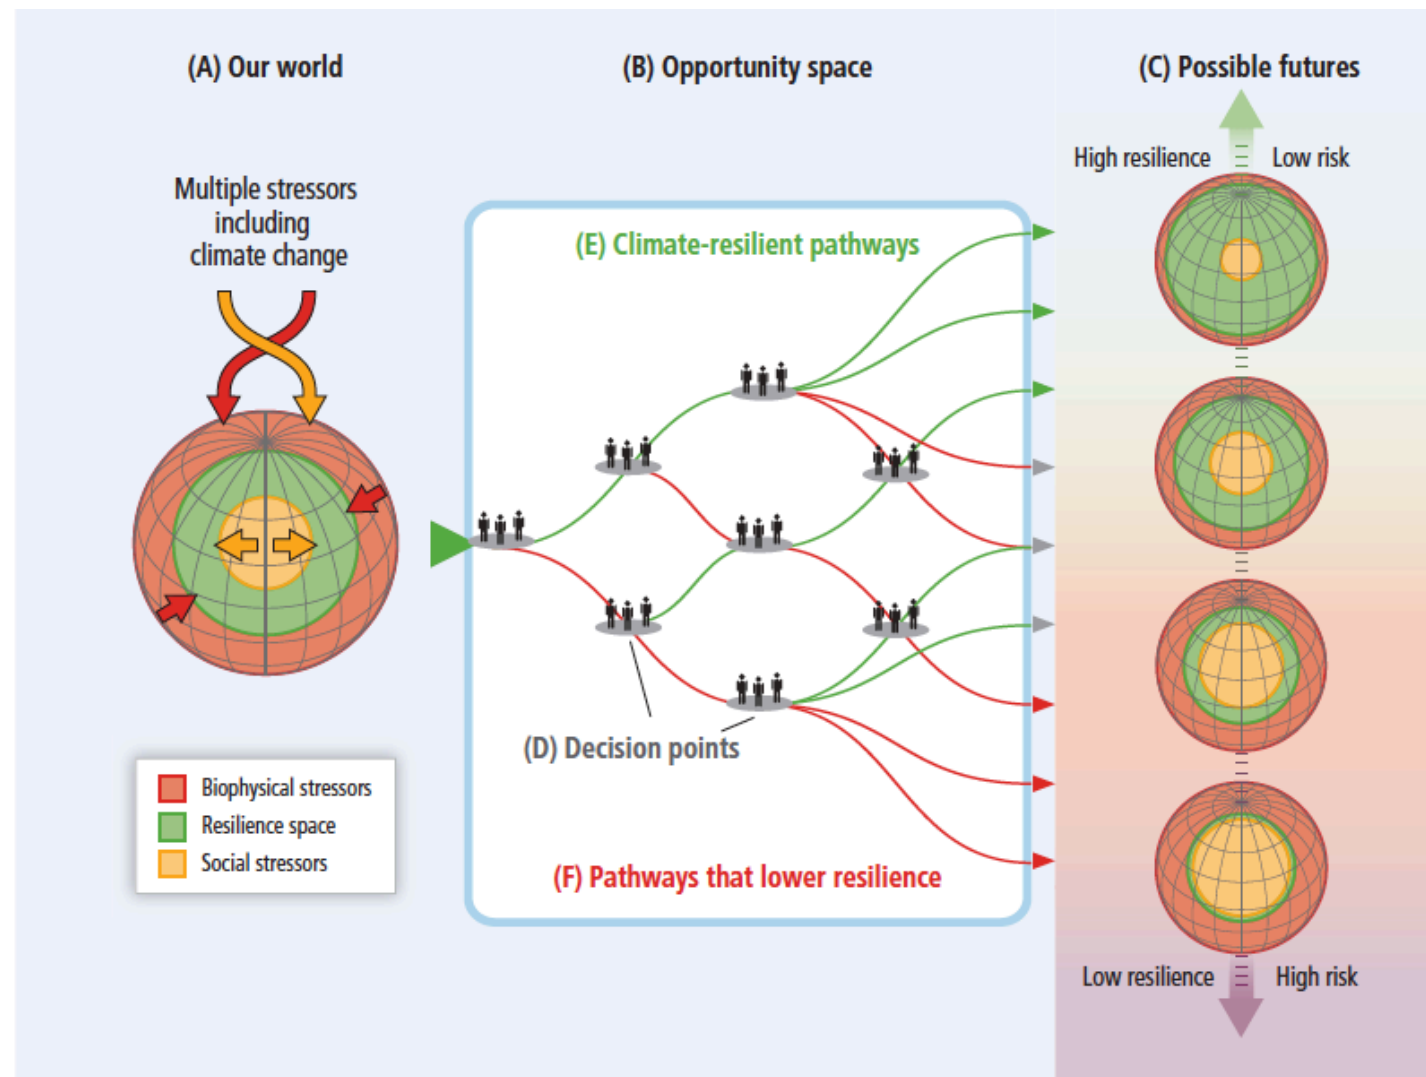 (A) Our world
(B) Opportunity space
(C) Possible futures
Multiple stressors
including
climate change
Biophysical stressors
Resilience space
Social stressors
(E) Climate-resilient pathways
(D) Decision points
(F) Pathways that lower resilience
High resilience
Low risk
Low resilience
High risk